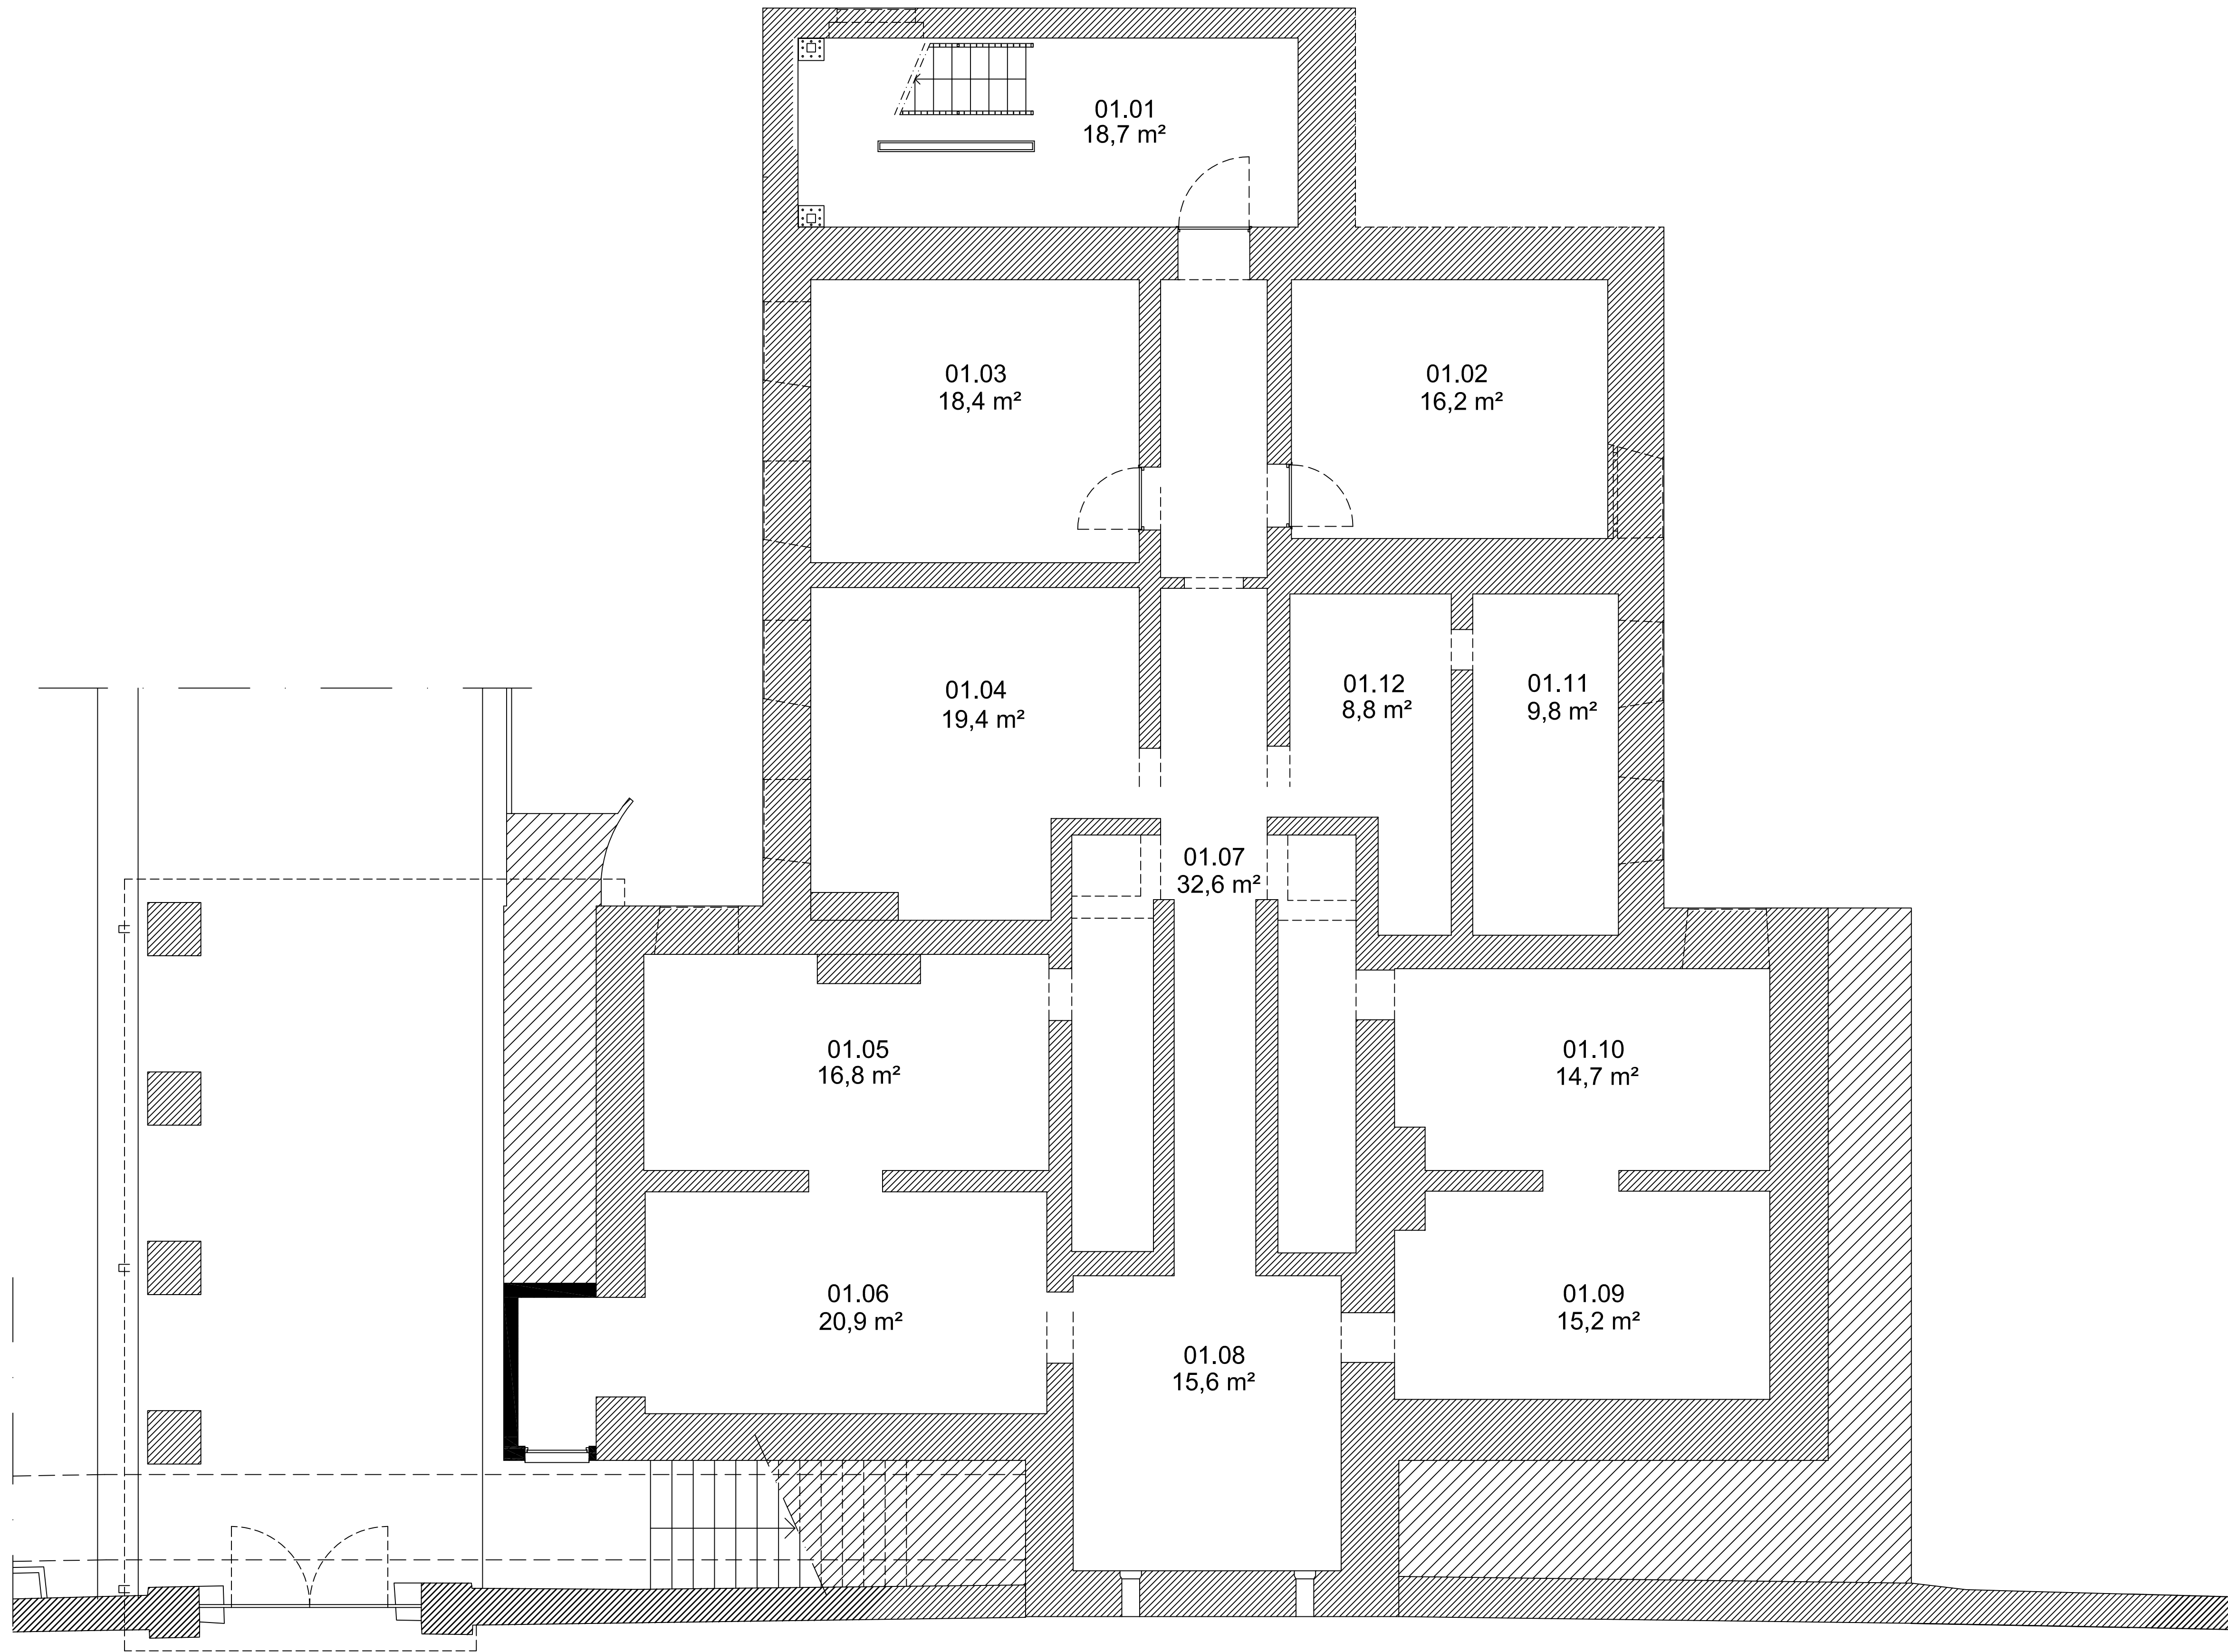 01.01
18,7 m²
01.03
18,4 m²
01.02
16,2 m²
01.04
19,4 m²
01.12
8,8 m²
01.11
9,8 m²
01.07
32,6 m²
01.05
16,8 m²
01.10
14,7 m²
01.06
20,9 m²
01.09
15,2 m²
01.08
15,6 m²